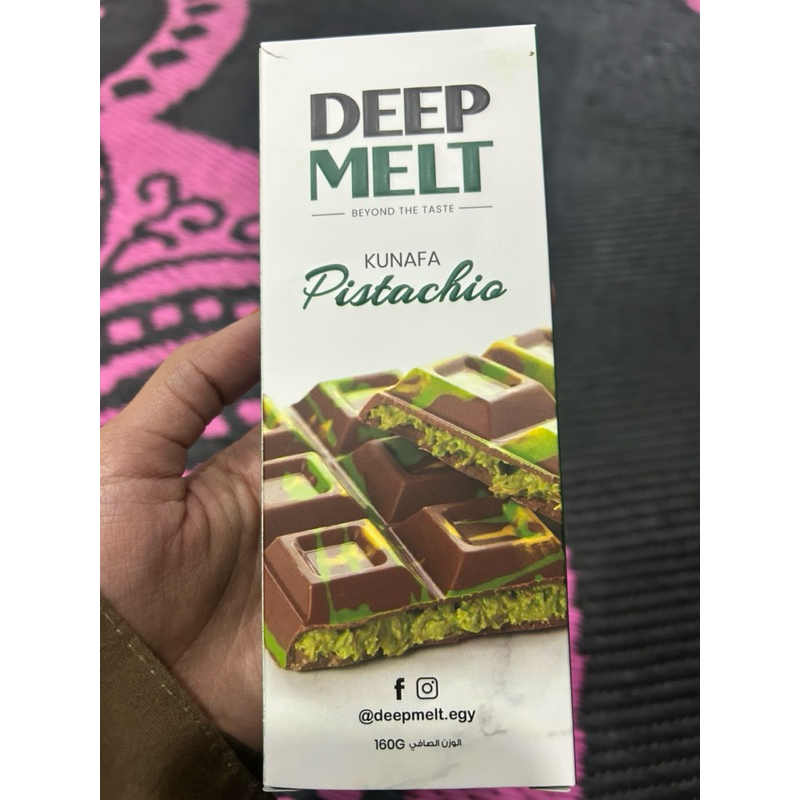 DEEP
MELT
BEYOND THE TASTE
KUNAFA
Pistachio
@deepmelt.egy
160G الوزن الصافي